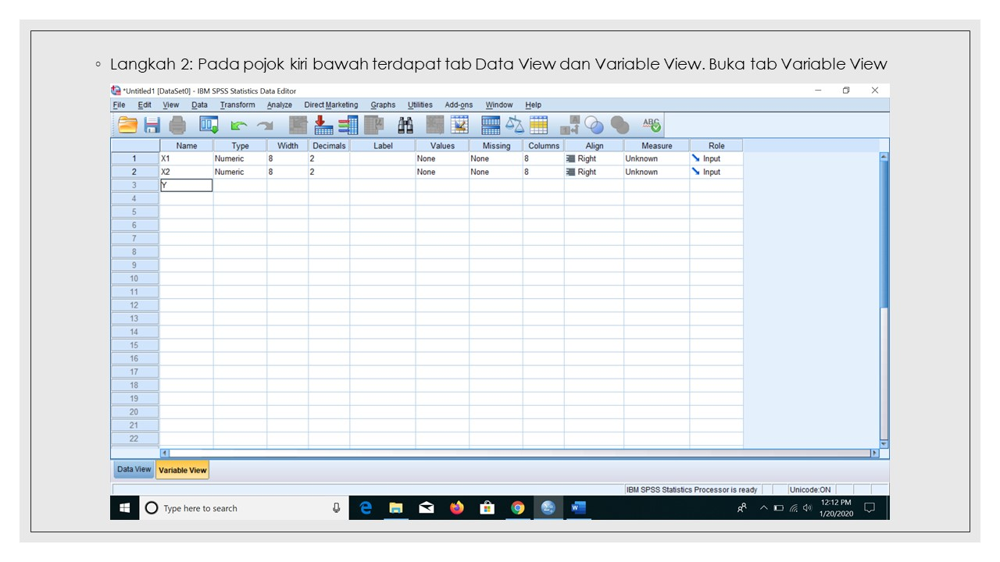 ◦ Langkah 2: Pada pojok kiri bawah terdapat tab Data View dan Variable View. Buka tab Variable View
*Untitled1 [DataSet0] - IBM SPSS Statistics Data Editor
File Edit View Data Transform Analyze Direct Marketing Graphs Utilities Add-ons Window Help
Name Type Width Decimals Label Values Missing Columns Align Measure Role
1 X1 Numeric 8 2 None None 8 Right Unknown Input
2 X2 Numeric 8 2 None None 8 Right Unknown Input
3 Y
4
5
6
7
8
9
10
11
12
13
14
15
16
17
18
19
20
21
22
Data View Variable View
IBM SPSS Statistics Processor is ready Unicode:ON
Type here to search
12:12 PM
1/20/2020